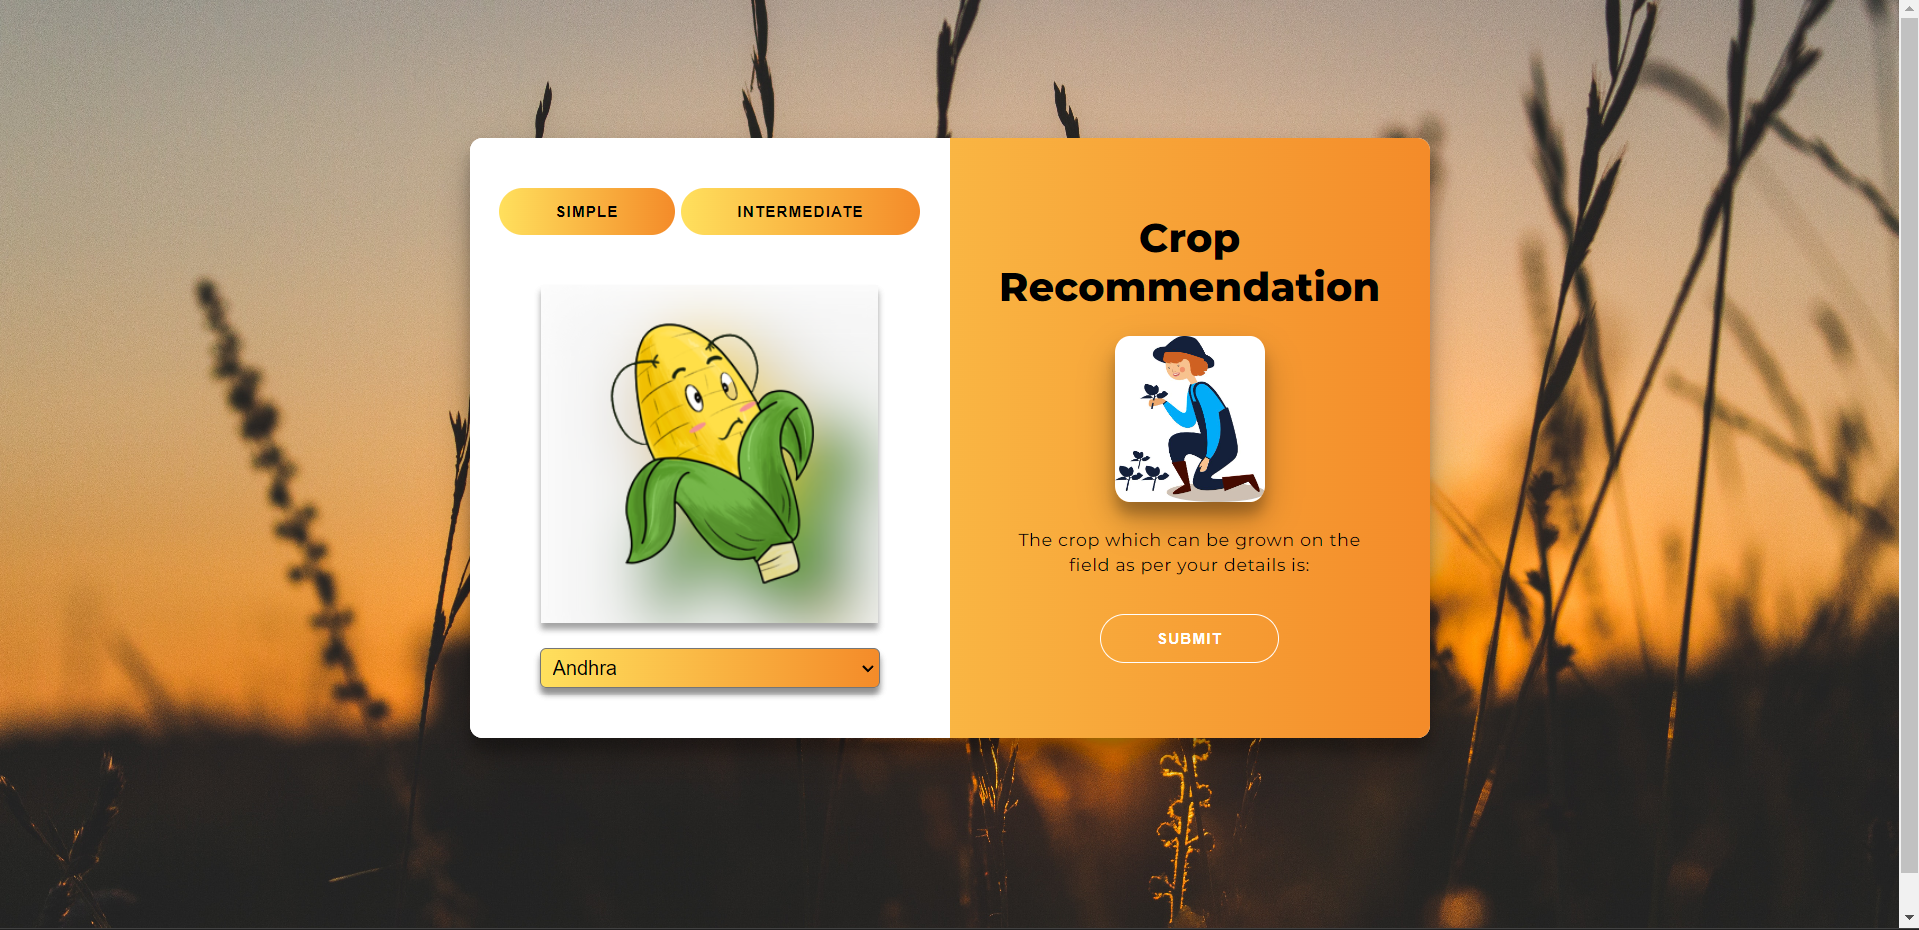 SIMPLE
INTERMEDIATE
Andhra
Crop
Recommendation
The crop which can be grown on the
field as per your details is:
SUBMIT